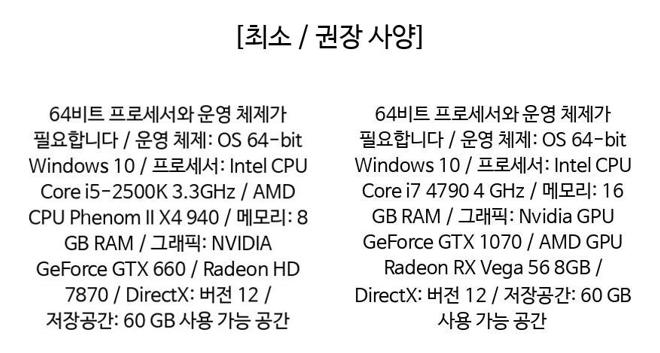 [최소 / 권장 사양]
64비트 프로세서와 운영 체제가
필요합니다 / 운영 체제: OS 64-bit
Windows 10 / 프로세서: Intel CPU
Core i5-2500K 3.3GHz / AMD
CPU Phenom II X4 940 / 메모리: 8
GB RAM / 그래픽: NVIDIA
GeForce GTX 660 / Radeon HD
7870 / DirectX: 버전 12 /
저장공간: 60 GB 사용 가능 공간
64비트 프로세서와 운영 체제가
필요합니다 / 운영 체제: OS 64-bit
Windows 10 / 프로세서: Intel CPU
Core i7 4790 4 GHz / 메모리: 16
GB RAM / 그래픽: Nvidia GPU
GeForce GTX 1070 / AMD GPU
Radeon RX Vega 56 8GB /
DirectX: 버전 12 / 저장공간: 60 GB
사용 가능 공간